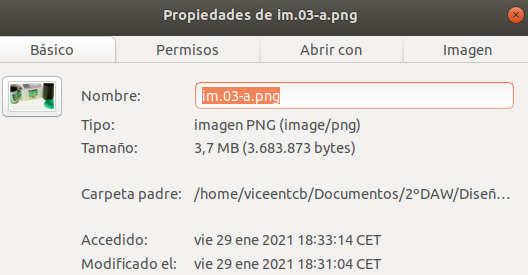 Propiedades de im.03-a.png
Básico Permisos Abrir con Imagen
Nombre: im.03-a.png
Tipo: imagen PNG (image/png)
Tamaño: 3,7 MB (3.683.873 bytes)
Carpeta padre: /home/viceentcb/Documentos/2ºDAW/Diseñ…
Accedido: vie 29 ene 2021 18:33:14 CET
Modificado el: vie 29 ene 2021 18:31:04 CET